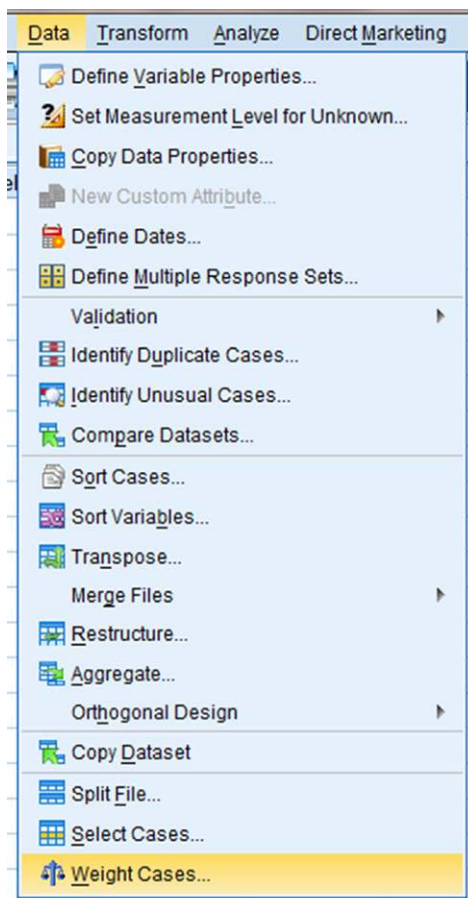 Data Transform Analyze Direct Marketing
Define Variable Properties...
Set Measurement Level for Unknown...
Copy Data Properties...
New Custom Attribute...
Define Dates...
Define Multiple Response Sets...
Validation
Identify Duplicate Cases...
Identify Unusual Cases...
Compare Datasets...
Sort Cases...
Sort Variables...
Transpose...
Merge Files
Restructure...
Aggregate...
Orthogonal Design
Copy Dataset
Split File...
Select Cases...
Weight Cases...